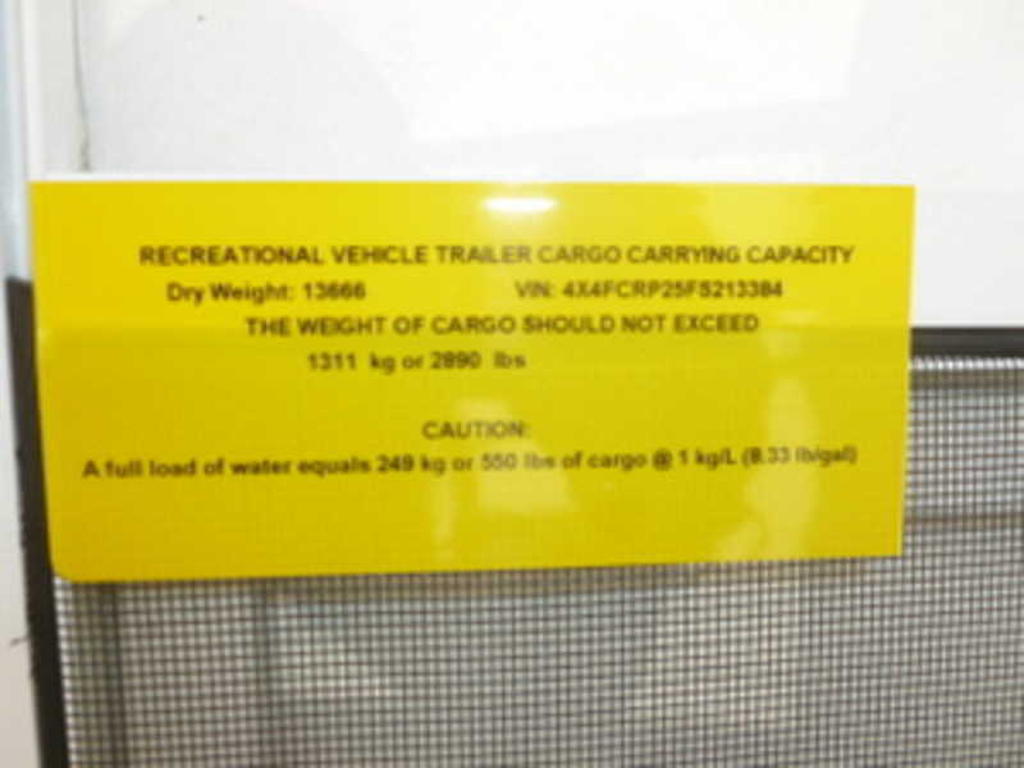 RECREATIONAL VEHICLE TRAILER CARGO CARRYING CAPACITY
Dry Weight: 13666 VIN: 4X4FCRP25FS213384
THE WEIGHT OF CARGO SHOULD NOT EXCEED
1311 kg or 2890 lbs
CAUTION:
A full load of water equals 249 kg or 550 lbs of cargo @ 1 kg/L (8.33 lb/gal)